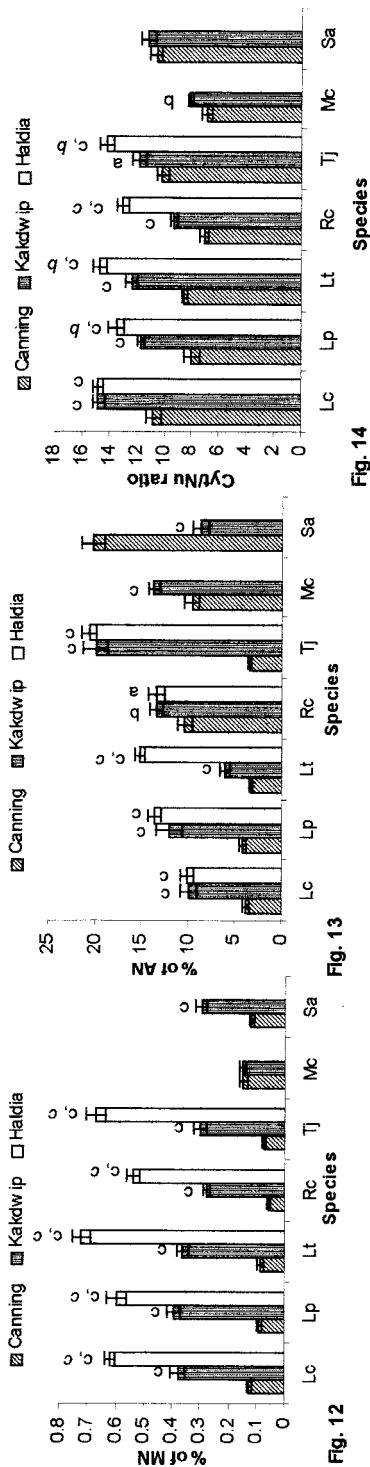 Canning Kakdwip Haldia
% of MN
0.8
0.7
0.6
0.5
0.4
0.3
0.2
0.1
0
c c, c c c, c c c, c c c, c c c, c c
Lc Lp Lt Rc Tj Mc Sa
Species
Fig. 12
Canning Kakdwip Haldia
% of AN
25
20
15
10
5
0
c c c c c c, c b a c c c c
Lc Lp Lt Rc Tj Mc Sa
Species
Fig. 13
Canning Kakdwip Haldia
Cyt/Nu ratio
18
16
14
12
10
8
6
4
2
0
c c c c, b c c, b c c, c a c, b b
Lc Lp Lt Rc Tj Mc Sa
Species
Fig. 14